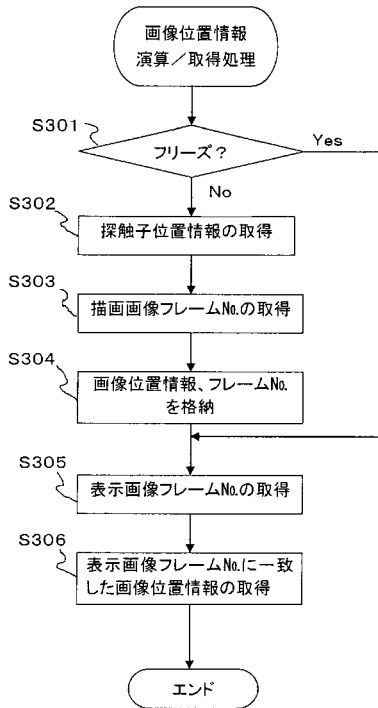 画像位置情報
演算／取得処理
S301
フリーズ？
Yes
No
S302
探触子位置情報の取得
S303
描画画像フレーム№の取得
S304
画像位置情報、フレーム№
を格納
S305
表示画像フレーム№の取得
S306
表示画像フレーム№に一致
した画像位置情報の取得
エンド